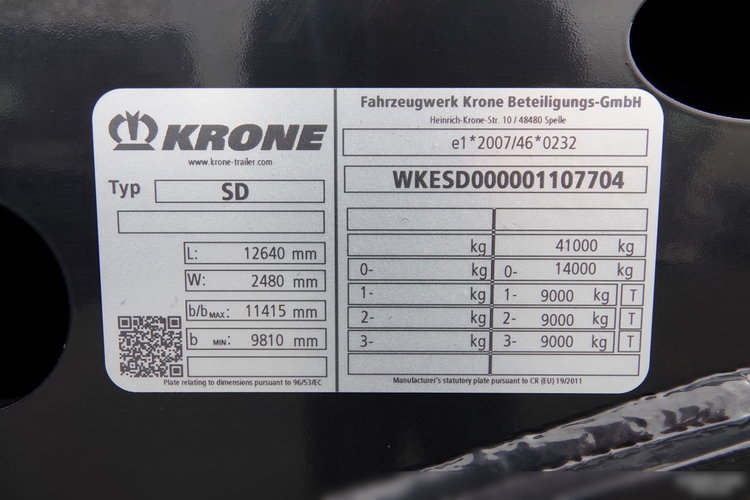 KRONE
www.krone-trailer.com
Typ SD
L: 12640 mm
W: 2480 mm
b/b MAX: 11415 mm
b MIN: 9810 mm
Plate relating to dimensions pursuant to 96/53/EC
Fahrzeugwerk Krone Beteiligungs-GmbH
Heinrich-Krone-Str. 10 / 48480 Spelle
e1*2007/46*0232
WKESD000001107704
kg 41000 kg
0- kg 0- 14000 kg
1- kg 1- 9000 kg T
2- kg 2- 9000 kg T
3- kg 3- 9000 kg T
Manufacturer's statutory plate pursuant to CR (EU) 19/2011